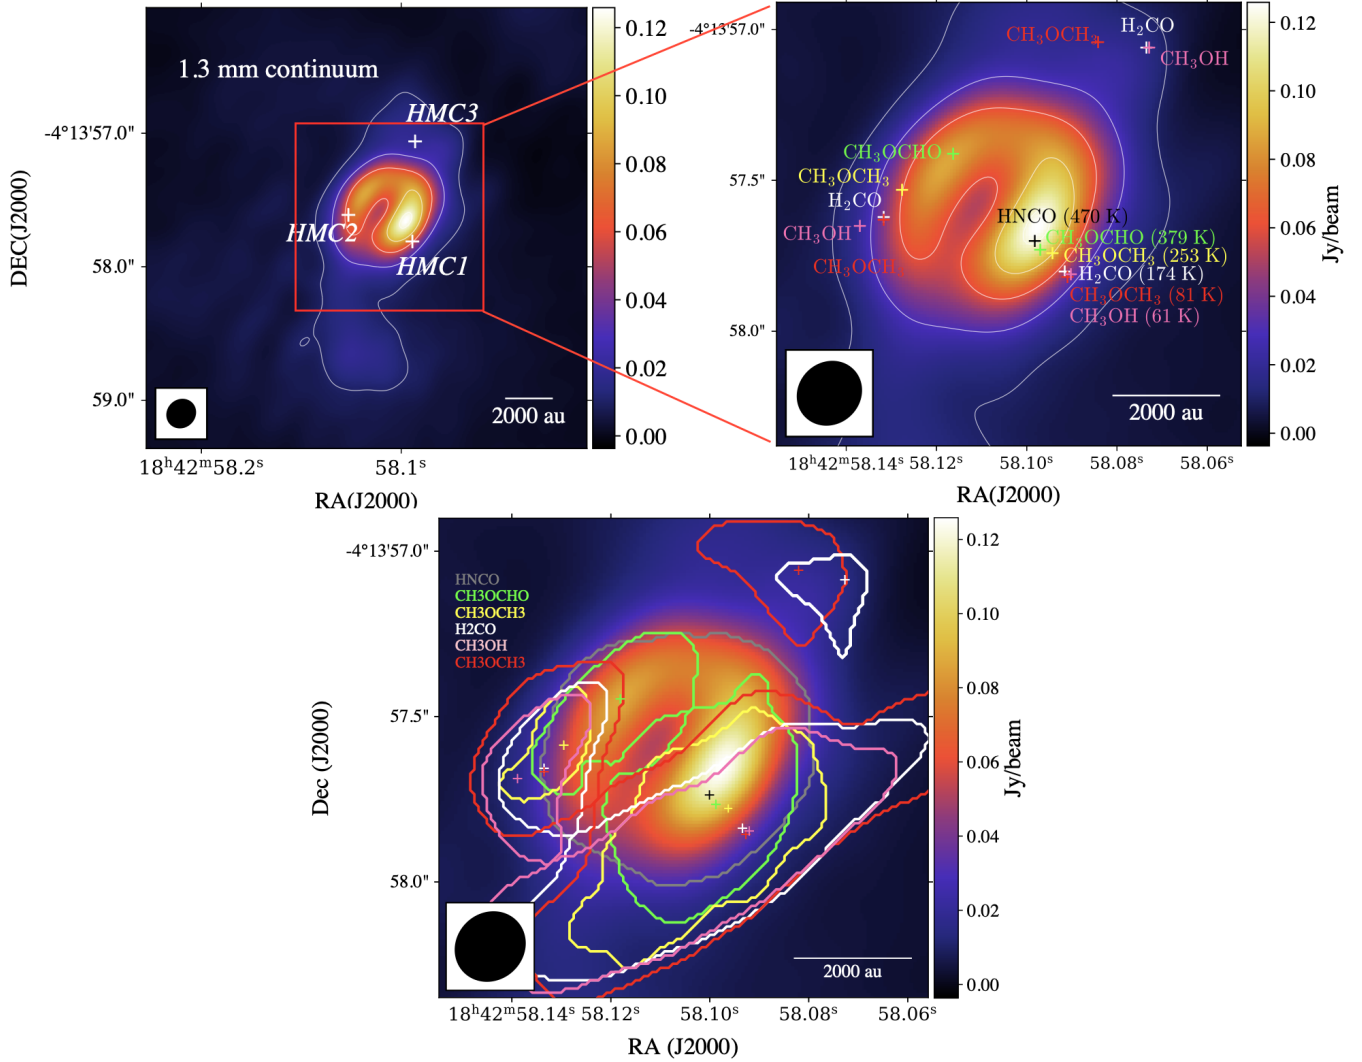 1.3 mm continuum
HMC3
HMC2
HMC1
2000 au
-4°13'57.0"
58.0"
59.0"
DEC(J2000)
18ʰ42ᵐ58.2ˢ
58.1ˢ
RA(J2000)
0.12
0.10
0.08
0.06
0.04
0.02
0.00
-4°13'57.0"
57.5"
58.0"
CH₃OCH₃
H₂CO
CH₃OH
CH₃OCHO
CH₃OCH₃
H₂CO
CH₃OH
CH₃OCH
HNCO (470 K)
CH₃OCHO (379 K)
CH₃OCH₃ (253 K)
H₂CO (174 K)
CH₃OCH₃ (81 K)
CH₃OH (61 K)
2000 au
18ʰ42ᵐ58.14ˢ
58.12ˢ
58.10ˢ
58.08ˢ
58.06ˢ
RA(J2000)
0.12
0.10
0.08
0.06
0.04
0.02
0.00
Jy/beam
-4°13'57.0"
57.5"
58.0"
Dec (J2000)
HNCO
CH3OCHO
CH3OCH3
H2CO
CH3OH
CH3OCH3
2000 au
18ʰ42ᵐ58.14ˢ
58.12ˢ
58.10ˢ
58.08ˢ
58.06ˢ
RA (J2000)
0.12
0.10
0.08
0.06
0.04
0.02
0.00
Jy/beam